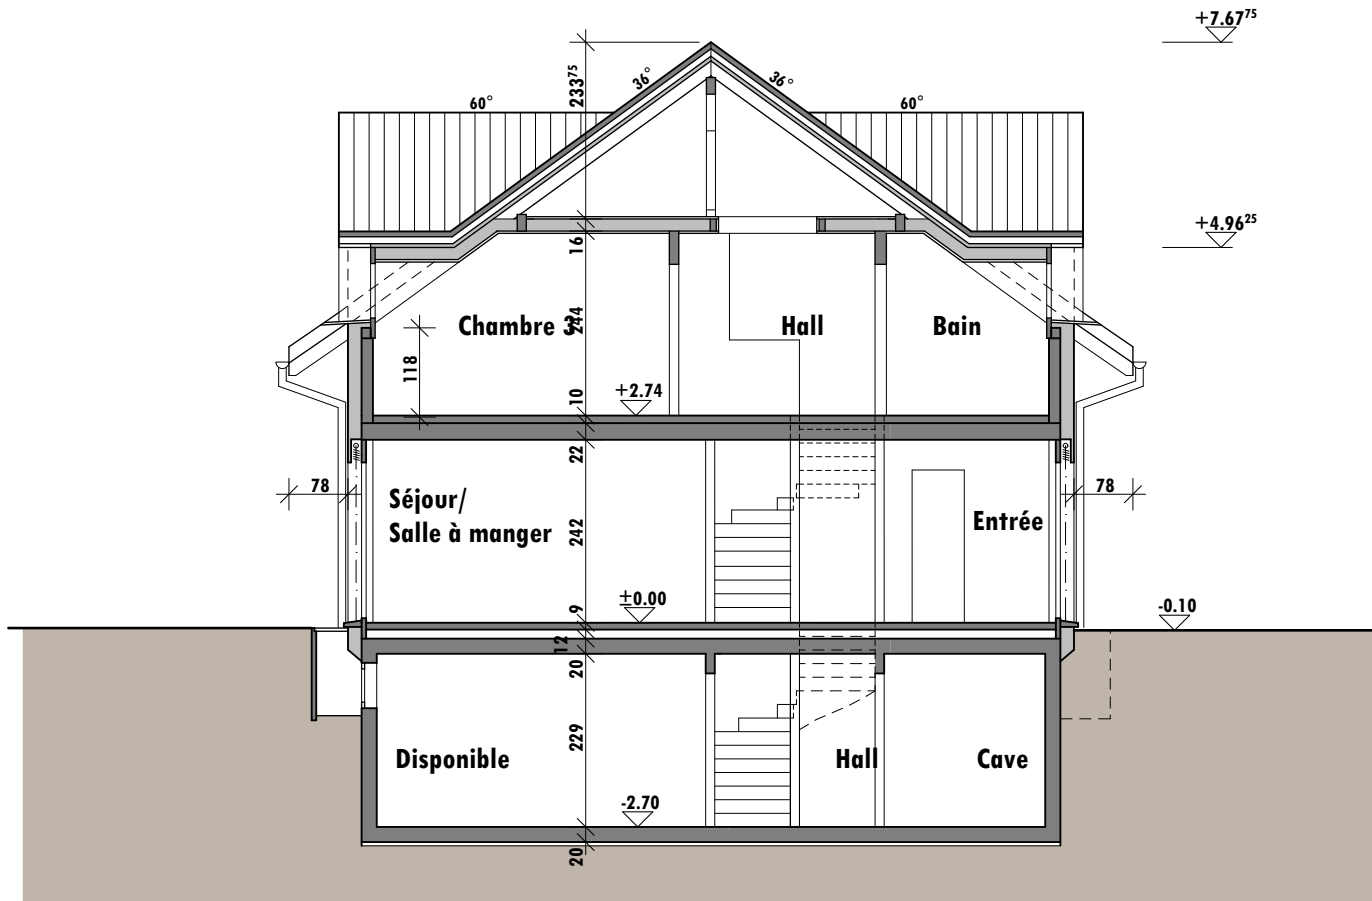 +7.67⁷⁵
233⁷⁵
36°
36°
60°
60°
+4.96²⁵
16
Chambre 3
244
Hall
Bain
118
+2.74
10
22
78
78
Séjour/
Salle à manger
242
Entrée
±0.00
9
-0.10
12
20
229
Disponible
Hall
Cave
-2.70
20